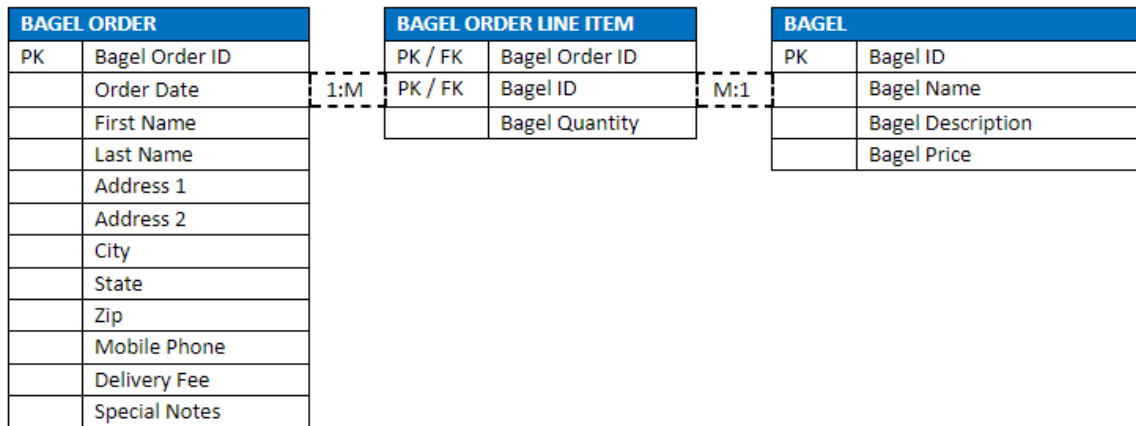 BAGEL ORDER
PK Bagel Order ID
Order Date
First Name
Last Name
Address 1
Address 2
City
State
Zip
Mobile Phone
Delivery Fee
Special Notes
1:M
BAGEL ORDER LINE ITEM
PK / FK Bagel Order ID
PK / FK Bagel ID
Bagel Quantity
M:1
BAGEL
PK Bagel ID
Bagel Name
Bagel Description
Bagel Price